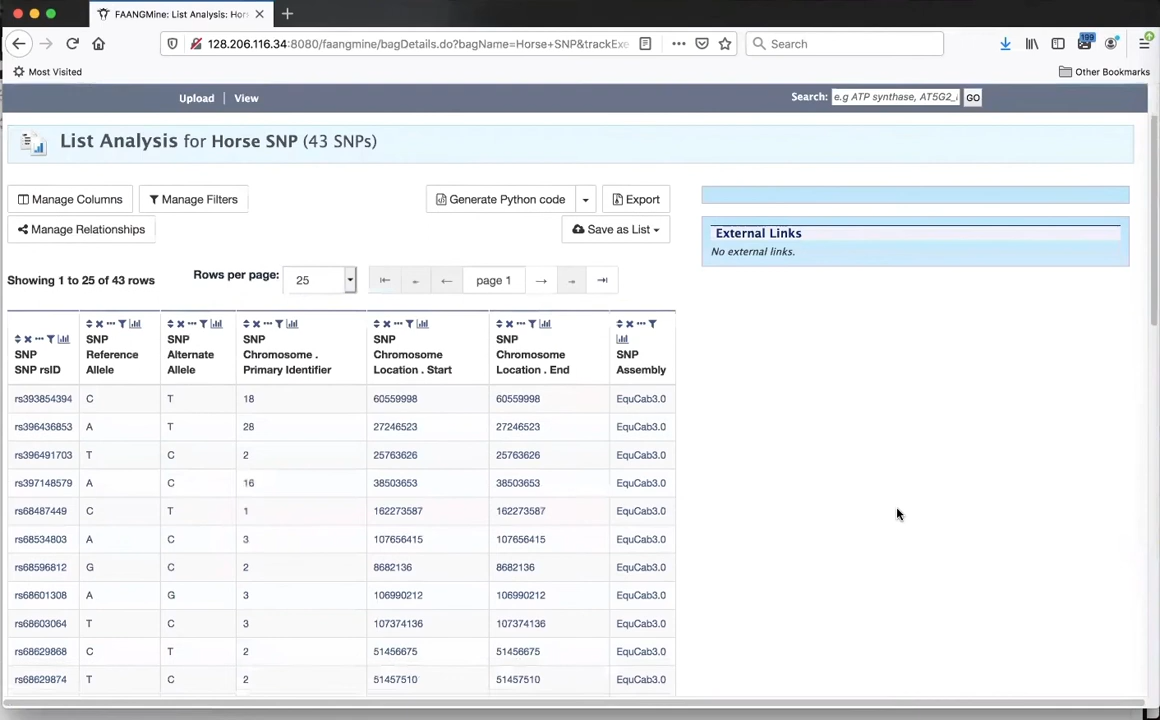 FAANGMine: List Analysis: Hor
128.206.116.34:8080/faangmine/bagDetails.do?bagName=Horse+SNP&trackExe
Search
199
Most Visited
Other Bookmarks
Upload | View
Search: e.g ATP synthase, AT5G2_ GO
List Analysis for Horse SNP (43 SNPs)
Manage Columns
Manage Filters
Generate Python code
Export
Manage Relationships
Save as List
External Links
No external links.
Showing 1 to 25 of 43 rows
Rows per page: 25
page 1
SNP SNP rsID
SNP Reference Allele
SNP Alternate Allele
SNP Chromosome . Primary Identifier
SNP Chromosome Location . Start
SNP Chromosome Location . End
SNP Assembly
rs393854394 C T 18 60559998 60559998 EquCab3.0
rs396436853 A T 28 27246523 27246523 EquCab3.0
rs396491703 T C 2 25763626 25763626 EquCab3.0
rs397148579 A C 16 38503653 38503653 EquCab3.0
rs68487449 C T 1 162273587 162273587 EquCab3.0
rs68534803 A C 3 107656415 107656415 EquCab3.0
rs68596812 G C 2 8682136 8682136 EquCab3.0
rs68601308 A G 3 106990212 106990212 EquCab3.0
rs68603064 T C 3 107374136 107374136 EquCab3.0
rs68629868 C T 2 51456675 51456675 EquCab3.0
rs68629874 T C 2 51457510 51457510 EquCab3.0